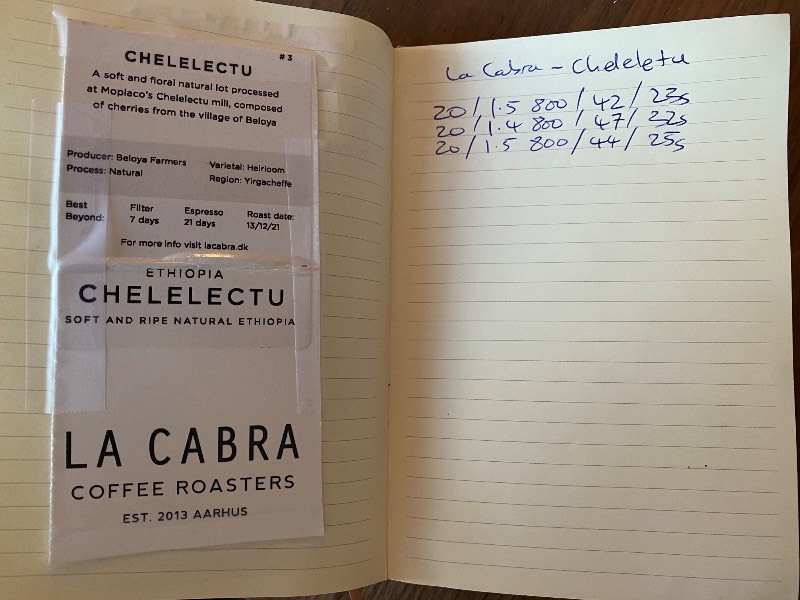 CHELELECTU #3
A soft and floral natural lot processed
at Moplaco's Chelelectu mill, composed
of cherries from the village of Beloya
Producer: Beloya Farmers Varietal: Heirloom
Process: Natural Region: Yirgacheffe
Best Filter Espresso Roast date:
Beyond: 7 days 21 days 13/12/21
For more info visit lacabra.dk
ETHIOPIA
CHELELECTU
SOFT AND RIPE NATURAL ETHIOPIA
LA CABRA
COFFEE ROASTERS
EST. 2013 AARHUS
La Cabra - Cheleletu
20/1.5 800/42/23s
20/1.4 800/47/32s
20/1.5 800/44/25s